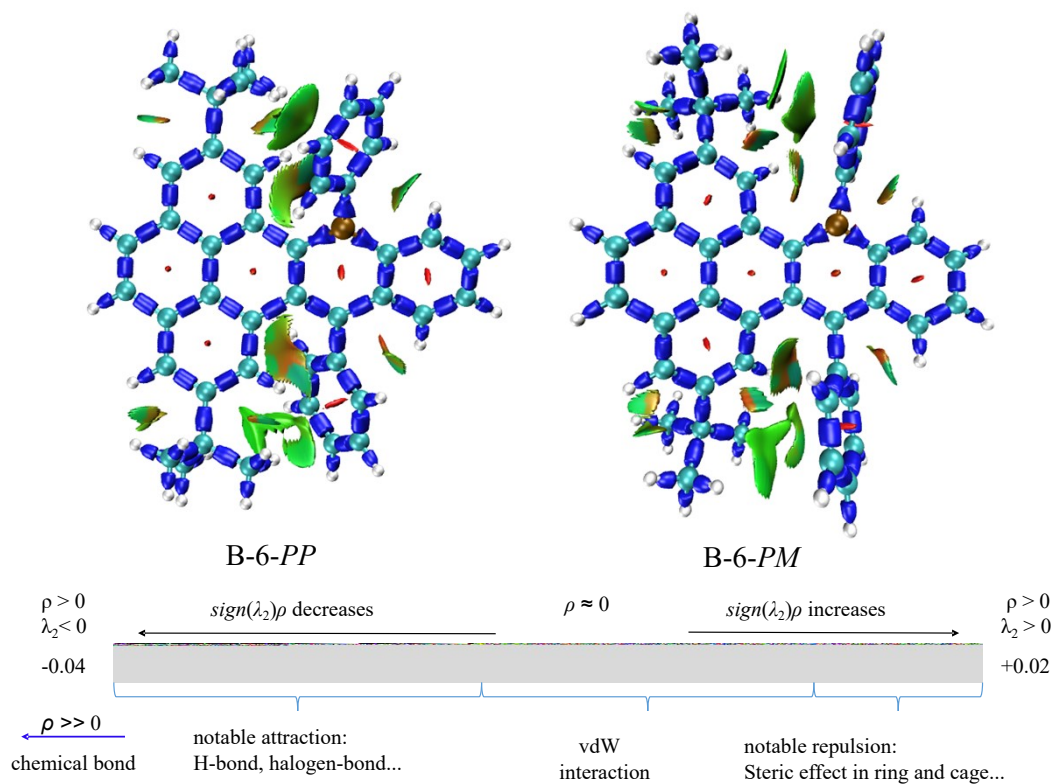 B-6-PP
B-6-PM
ρ > 0
λ₂< 0
sign(λ₂)ρ decreases
ρ ≈ 0
sign(λ₂)ρ increases
ρ > 0
λ₂ > 0
-0.04
+0.02
ρ >> 0
chemical bond
notable attraction:
H-bond, halogen-bond...
vdW
interaction
notable repulsion:
Steric effect in ring and cage...